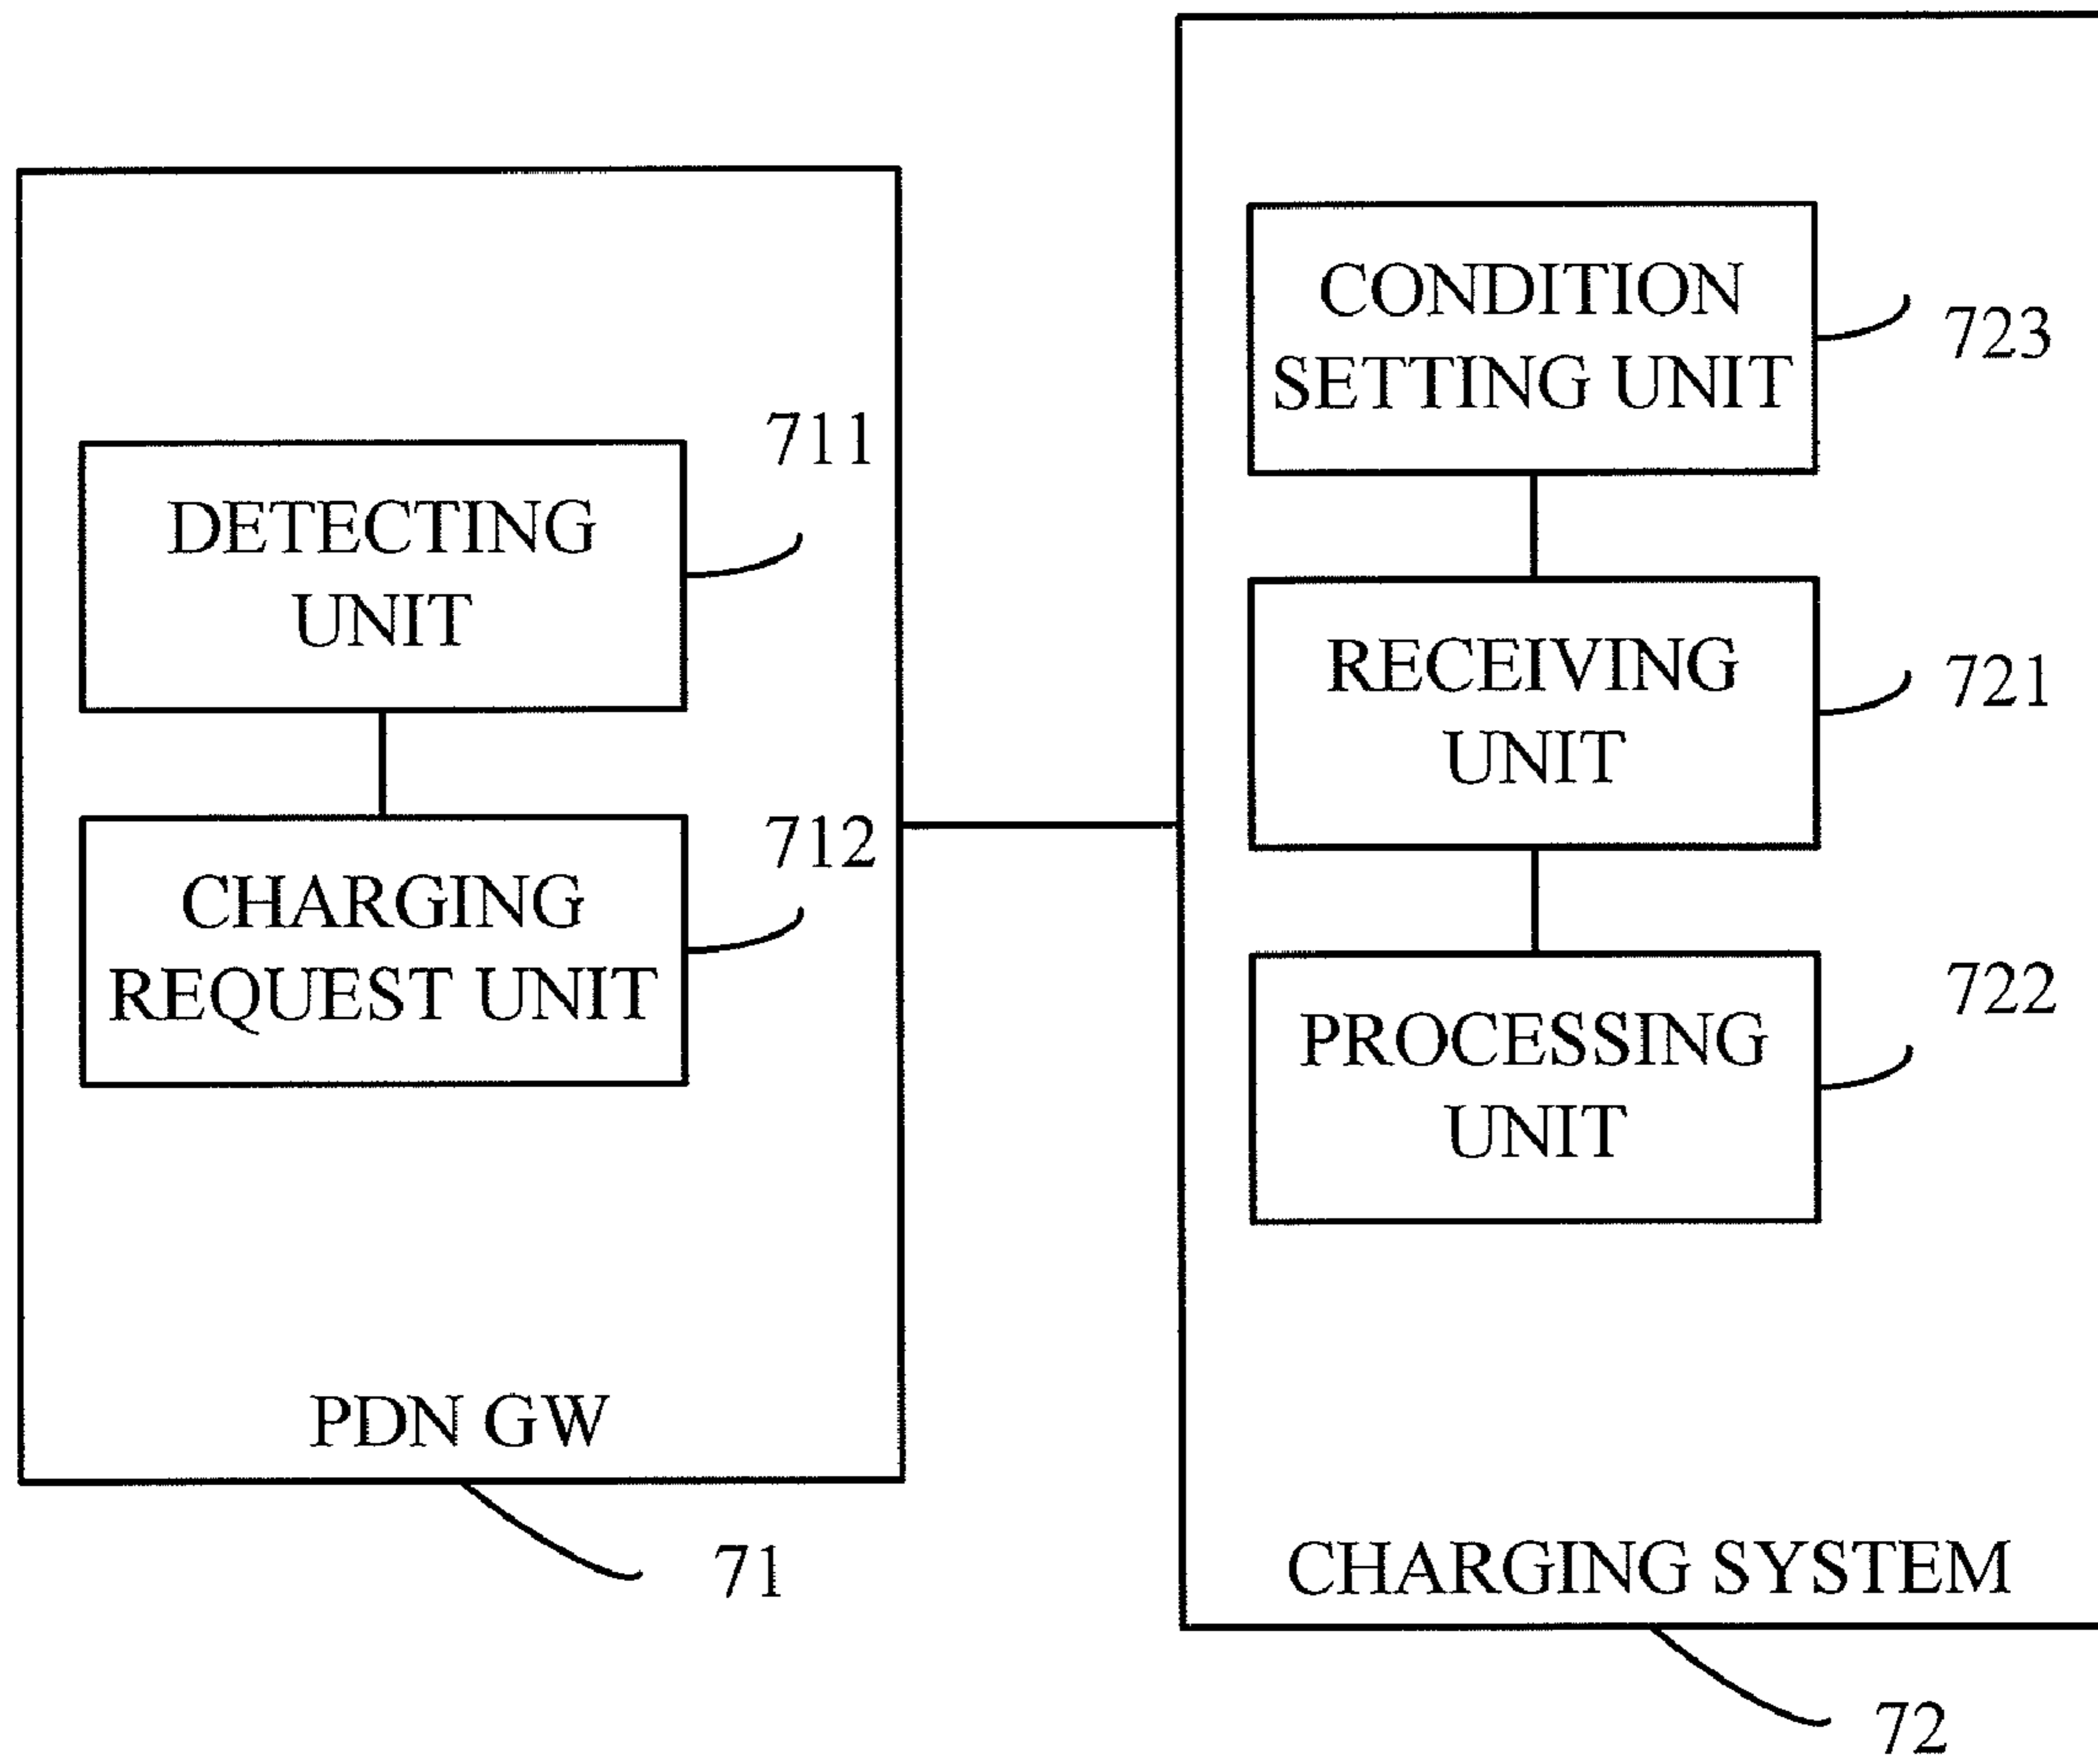 711
DETECTING
UNIT
712
CHARGING
REQUEST UNIT
PDN GW
71
CONDITION
SETTING UNIT
723
RECEIVING
UNIT
721
PROCESSING
UNIT
722
CHARGING SYSTEM
72